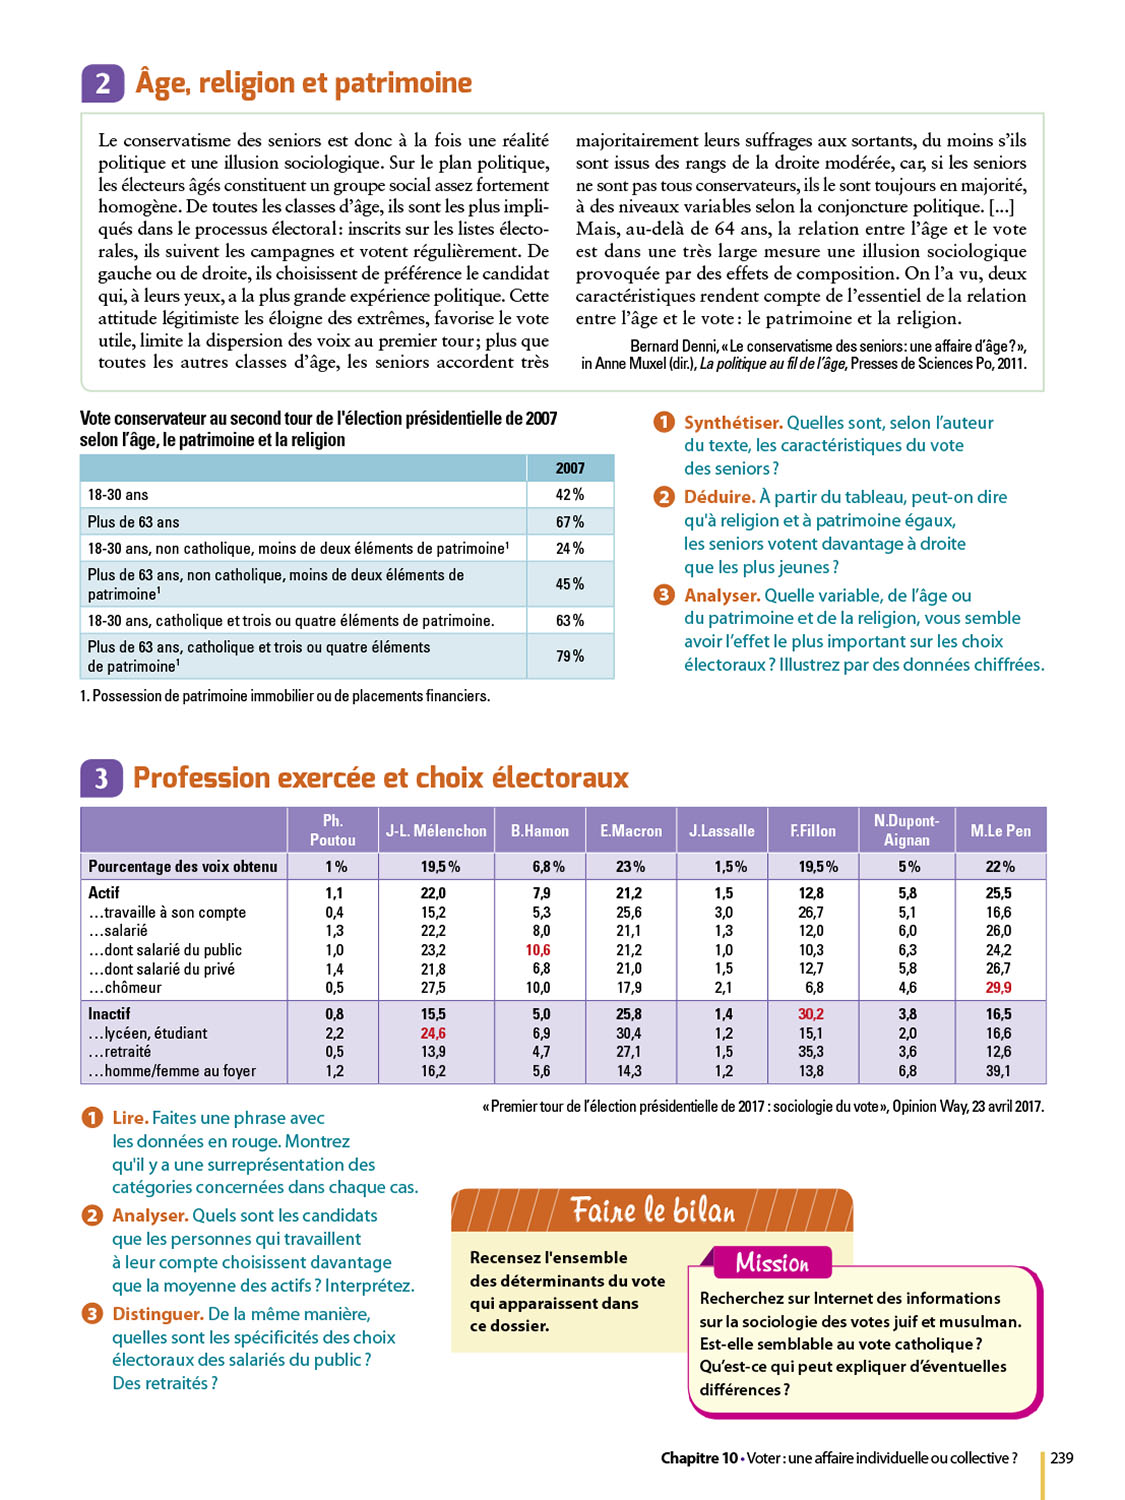 2 Âge, religion et patrimoine
Le conservatisme des seniors est donc à la fois une réalité
politique et une illusion sociologique. Sur le plan politique,
les électeurs âgés constituent un groupe social assez fortement
homogène. De toutes les classes d'âge, ils sont les plus impli-
qués dans le processus électoral : inscrits sur les listes électo-
rales, ils suivent les campagnes et votent régulièrement. De
gauche ou de droite, ils choisissent de préférence le candidat
qui, à leurs yeux, a la plus grande expérience politique. Cette
attitude légitimiste les éloigne des extrêmes, favorise le vote
utile, limite la dispersion des voix au premier tour ; plus que
toutes les autres classes d'âge, les seniors accordent très
majoritairement leurs suffrages aux sortants, du moins s'ils
sont issus des rangs de la droite modérée, car, si les seniors
ne sont pas tous conservateurs, ils le sont toujours en majorité,
à des niveaux variables selon la conjoncture politique. [...]
Mais, au-delà de 64 ans, la relation entre l'âge et le vote
est dans une très large mesure une illusion sociologique
provoquée par des effets de composition. On l'a vu, deux
caractéristiques rendent compte de l'essentiel de la relation
entre l'âge et le vote : le patrimoine et la religion.
Bernard Denni, « Le conservatisme des seniors : une affaire d'âge ? »,
in Anne Muxel (dir.), La politique au fil de l'âge, Presses de Sciences Po, 2011.
Vote conservateur au second tour de l'élection présidentielle de 2007
selon l'âge, le patrimoine et la religion
2007
18-30 ans 42 %
Plus de 63 ans 67 %
18-30 ans, non catholique, moins de deux éléments de patrimoine¹ 24 %
Plus de 63 ans, non catholique, moins de deux éléments de
patrimoine¹ 45 %
18-30 ans, catholique et trois ou quatre éléments de patrimoine. 63 %
Plus de 63 ans, catholique et trois ou quatre éléments
de patrimoine¹ 79 %
1. Possession de patrimoine immobilier ou de placements financiers.
1 Synthétiser. Quelles sont, selon l'auteur
du texte, les caractéristiques du vote
des seniors ?
2 Déduire. À partir du tableau, peut-on dire
qu'à religion et à patrimoine égaux,
les seniors votent davantage à droite
que les plus jeunes ?
3 Analyser. Quelle variable, de l'âge ou
du patrimoine et de la religion, vous semble
avoir l'effet le plus important sur les choix
électoraux ? Illustrez par des données chiffrées.
3 Profession exercée et choix électoraux
Ph. Poutou J-L. Mélenchon B.Hamon E.Macron J.Lassalle F.Fillon N.Dupont-Aignan M.Le Pen
Pourcentage des voix obtenu 1 % 19,5 % 6,8 % 23 % 1,5 % 19,5 % 5 % 22 %
Actif 1,1 22,0 7,9 21,2 1,5 12,8 5,8 25,5
...travaille à son compte 0,4 15,2 5,3 25,6 3,0 26,7 5,1 16,6
...salarié 1,3 22,2 8,0 21,1 1,3 12,0 6,0 26,0
...dont salarié du public 1,0 23,2 10,6 21,2 1,0 10,3 6,3 24,2
...dont salarié du privé 1,4 21,8 6,8 21,0 1,5 12,7 5,8 26,7
...chômeur 0,5 27,5 10,0 17,9 2,1 6,8 4,6 29,9
Inactif 0,8 15,5 5,0 25,8 1,4 30,2 3,8 16,5
...lycéen, étudiant 2,2 24,6 6,9 30,4 1,2 15,1 2,0 16,6
...retraité 0,5 13,9 4,7 27,1 1,5 35,3 3,6 12,6
...homme/femme au foyer 1,2 16,2 5,6 14,3 1,2 13,8 6,8 39,1
« Premier tour de l'élection présidentielle de 2017 : sociologie du vote », Opinion Way, 23 avril 2017.
1 Lire. Faites une phrase avec
les données en rouge. Montrez
qu'il y a une surreprésentation des
catégories concernées dans chaque cas.
2 Analyser. Quels sont les candidats
que les personnes qui travaillent
à leur compte choisissent davantage
que la moyenne des actifs ? Interprétez.
3 Distinguer. De la même manière,
quelles sont les spécificités des choix
électoraux des salariés du public ?
Des retraités ?
Faire le bilan
Recensez l'ensemble
des déterminants du vote
qui apparaissent dans
ce dossier.
Mission
Recherchez sur Internet des informations
sur la sociologie des votes juif et musulman.
Est-elle semblable au vote catholique ?
Qu'est-ce qui peut expliquer d'éventuelles
différences ?
Chapitre 10 • Voter : une affaire individuelle ou collective ? 239